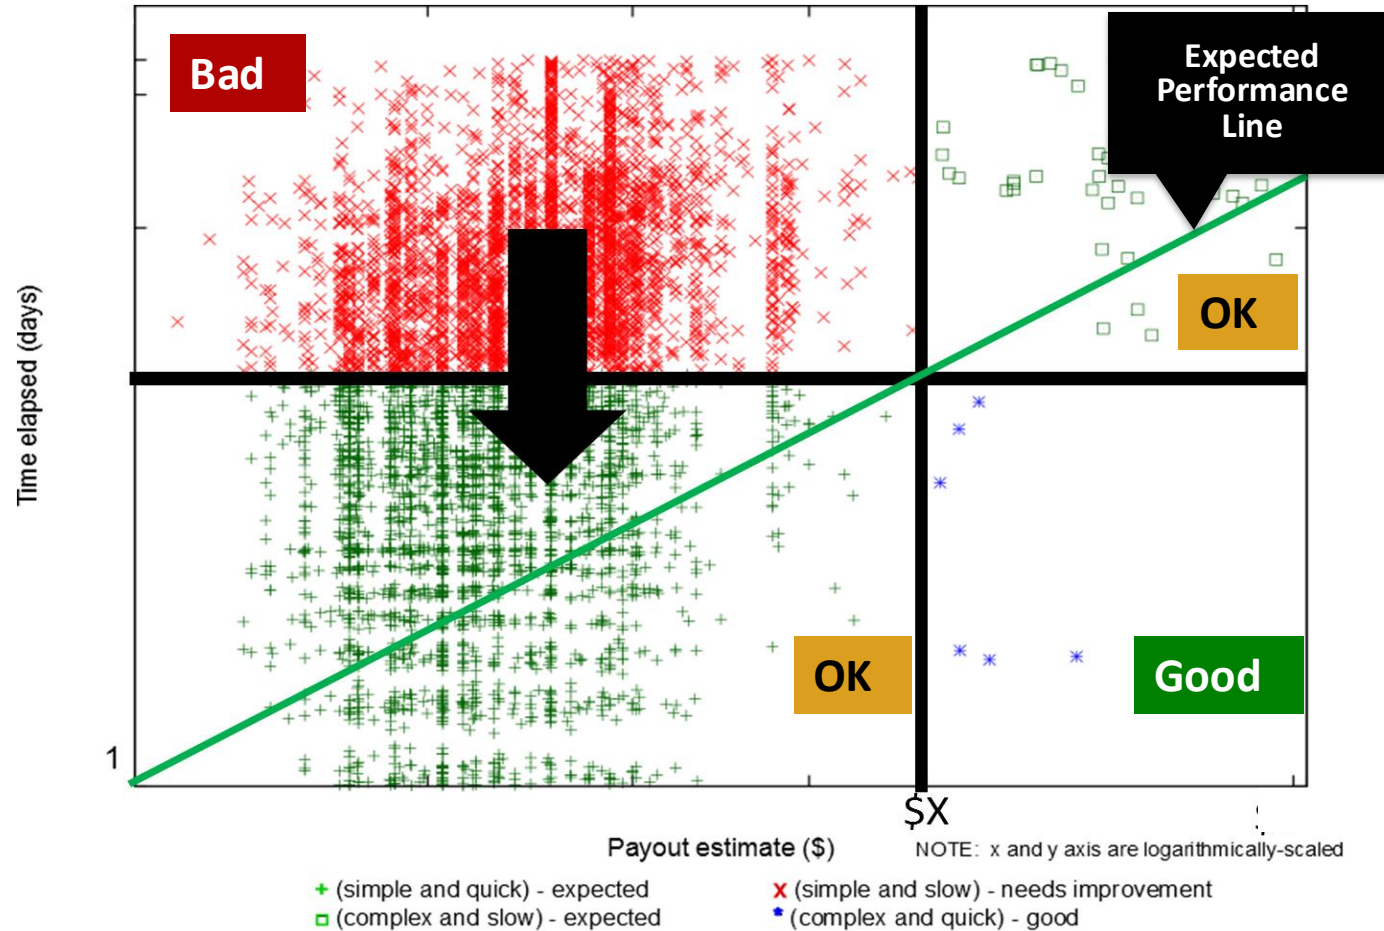 Bad
Expected
Performance
Line
OK
Time elapsed (days)
OK
Good
1
$X
Payout estimate ($)
NOTE: x and y axis are logarithmically-scaled
+ (simple and quick) - expected
x (simple and slow) - needs improvement
(complex and slow) - expected
* (complex and quick) - good